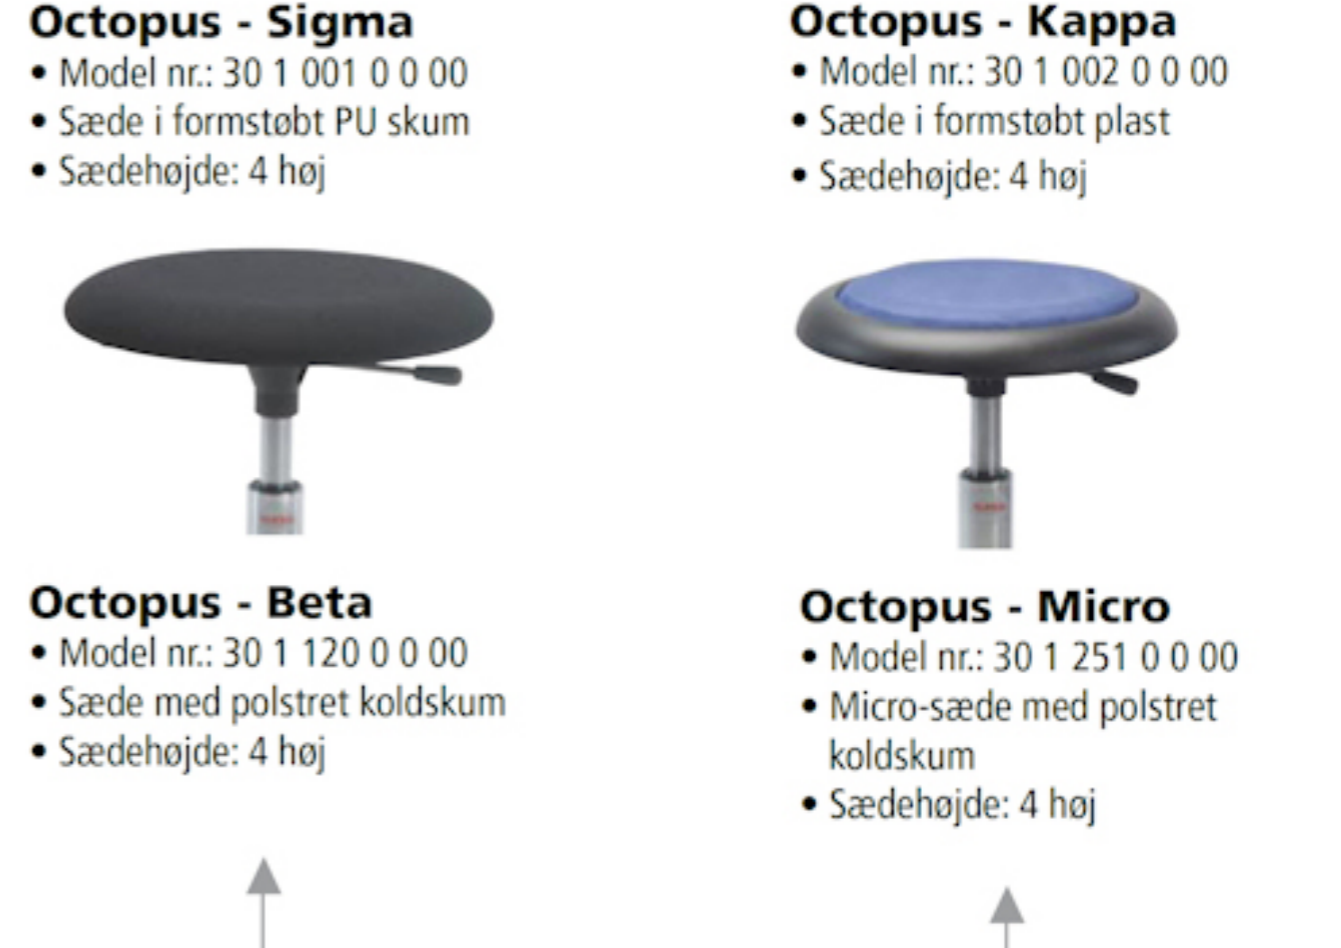 Octopus - Sigma
• Model nr.: 30 1 001 0 0 00
• Sæde i formstøbt PU skum
• Sædehøjde: 4 høj
Octopus - Kappa
• Model nr.: 30 1 002 0 0 00
• Sæde i formstøbt plast
• Sædehøjde: 4 høj
Octopus - Beta
• Model nr.: 30 1 120 0 0 00
• Sæde med polstret koldskum
• Sædehøjde: 4 høj
Octopus - Micro
• Model nr.: 30 1 251 0 0 00
• Micro-sæde med polstret
koldskum
• Sædehøjde: 4 høj